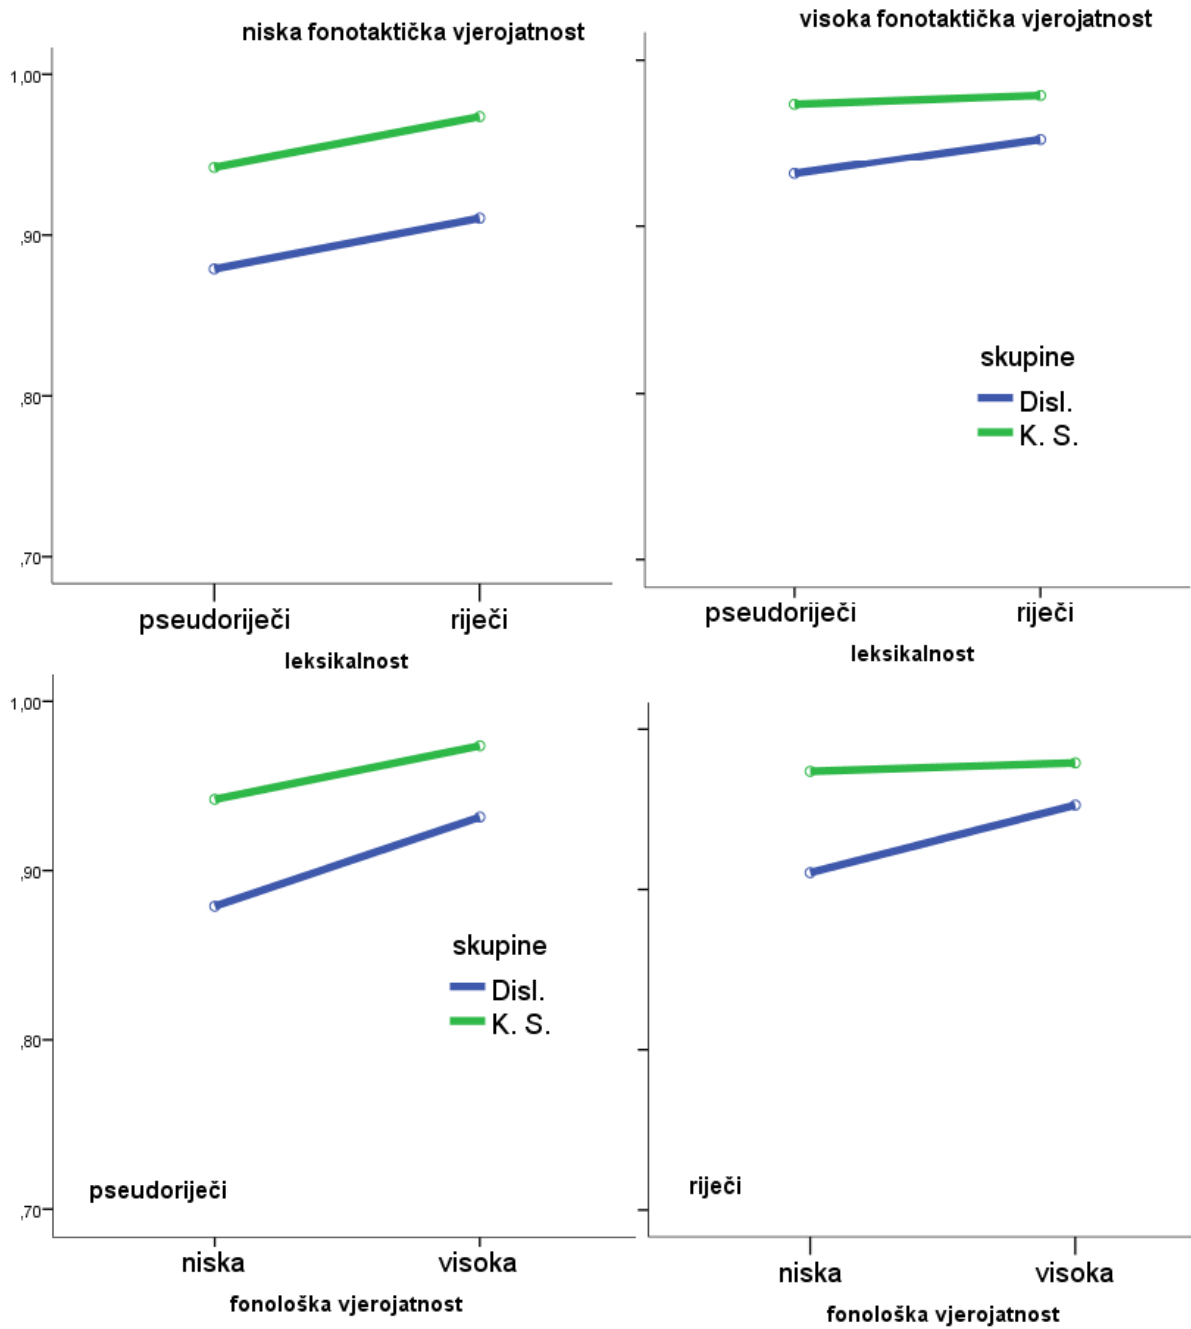 niska fonotaktička vjerojatnost
1,00
,90
,80
,70
pseudoriječi riječi
leksikalnost
visoka fonotaktička vjerojatnost
skupine
Disl.
K. S.
pseudoriječi riječi
leksikalnost
1,00
,90
,80
,70
skupine
Disl.
K. S.
pseudoriječi
niska visoka
fonološka vjerojatnost
riječi
niska visoka
fonološka vjerojatnost